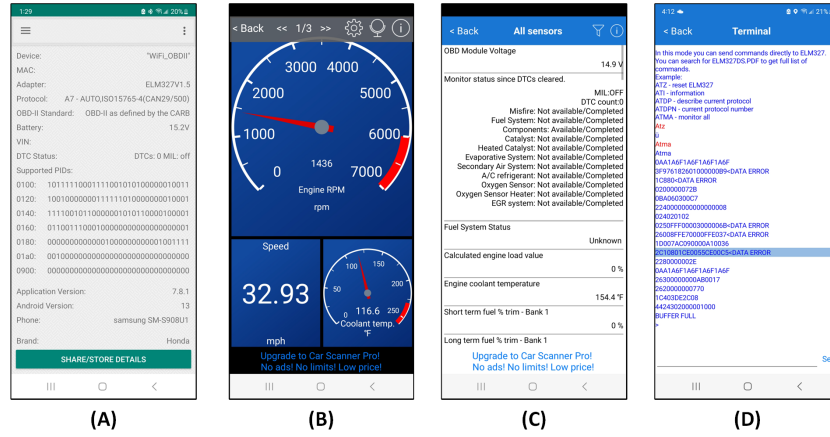 1:29
20%
Device: "WiFi_OBDII"
MAC:
Adapter: ELM327V1.5
Protocol: A7 - AUTO,ISO15765-4(CAN29/500)
OBD-II Standard: OBD-II as defined by the CARB
Battery: 15.2V
VIN:
DTC Status: DTCs: 0 MIL: off
Supported PIDs:
0100:
0120:
0140:
0160:
0180:
01a0:
0900:
Application Version: 7.8.1
Android Version: 13
Phone: samsung SM-S908U1
Brand: Honda
SHARE/STORE DETAILS
(A)
< Back << 1/3 >>
0
1000
2000
3000
4000
5000
6000
7000
1436
Engine RPM
rpm
Speed
32.93
mph
0
50
100
150
200
250
116.6
Coolant temp.
°F
Upgrade to Car Scanner Pro!
No ads! No limits! Low price!
(B)
< Back All sensors
OBD Module Voltage
14.9 V
Monitor status since DTCs cleared.
MIL:OFF
DTC count:0
Misfire: Not available/Completed
Fuel System: Not available/Completed
Components: Available/Completed
Catalyst: Not available/Completed
Heated Catalyst: Not available/Completed
Evaporative System: Not available/Completed
Secondary Air System: Not available/Completed
A/C refrigerant: Not available/Completed
Oxygen Sensor: Not available/Completed
Oxygen Sensor Heater: Not available/Completed
EGR system: Not available/Completed
Fuel System Status
Unknown
Calculated engine load value
0 %
Engine coolant temperature
154.4 °F
Short term fuel % trim - Bank 1
0 %
Long term fuel % trim - Bank 1
Upgrade to Car Scanner Pro!
No ads! No limits! Low price!
(C)
4:12
21%
< Back Terminal
In this mode you can send commands directly to ELM327.
You can search for ELM327DS.PDF to get full list of
commands.
Example:
ATZ - reset ELM327
ATI - information
ATDP - describe current protocol
ATDPN - current protocol number
ATMA - monitor all
Atz
ü
Atma
Atma
0AA1A6F1A6F1A6F1A6F
3F97618260100000B9<DATA ERROR
1C880<DATA ERROR
0200000072B
0BA060300C7
2240000000000000008
024020102
0250FFF00003000006B<DATA ERROR
26008FFE70000FFE037<DATA ERROR
1D007AC090000A10036
2C10801CE0055CE00C5<DATA ERROR
2280000002E
0AA1A6F1A6F1A6F1A6F
26300000000AB0017
2620000000770
1C403DE2C08
4424302000001000
BUFFER FULL
>
Se
(D)